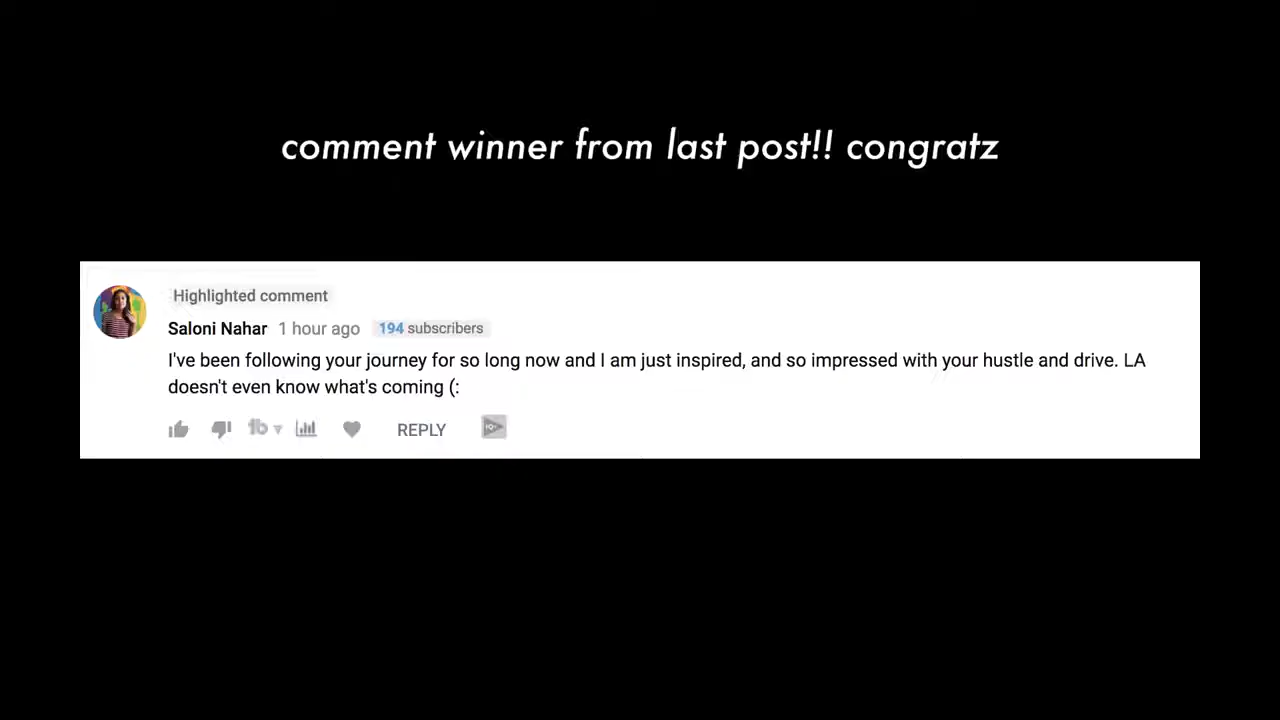 comment winner from last post!! congratz
Highlighted comment
Saloni Nahar 1 hour ago 194 subscribers
I've been following your journey for so long now and I am just inspired, and so impressed with your hustle and drive. LA
doesn't even know what's coming (:
REPLY